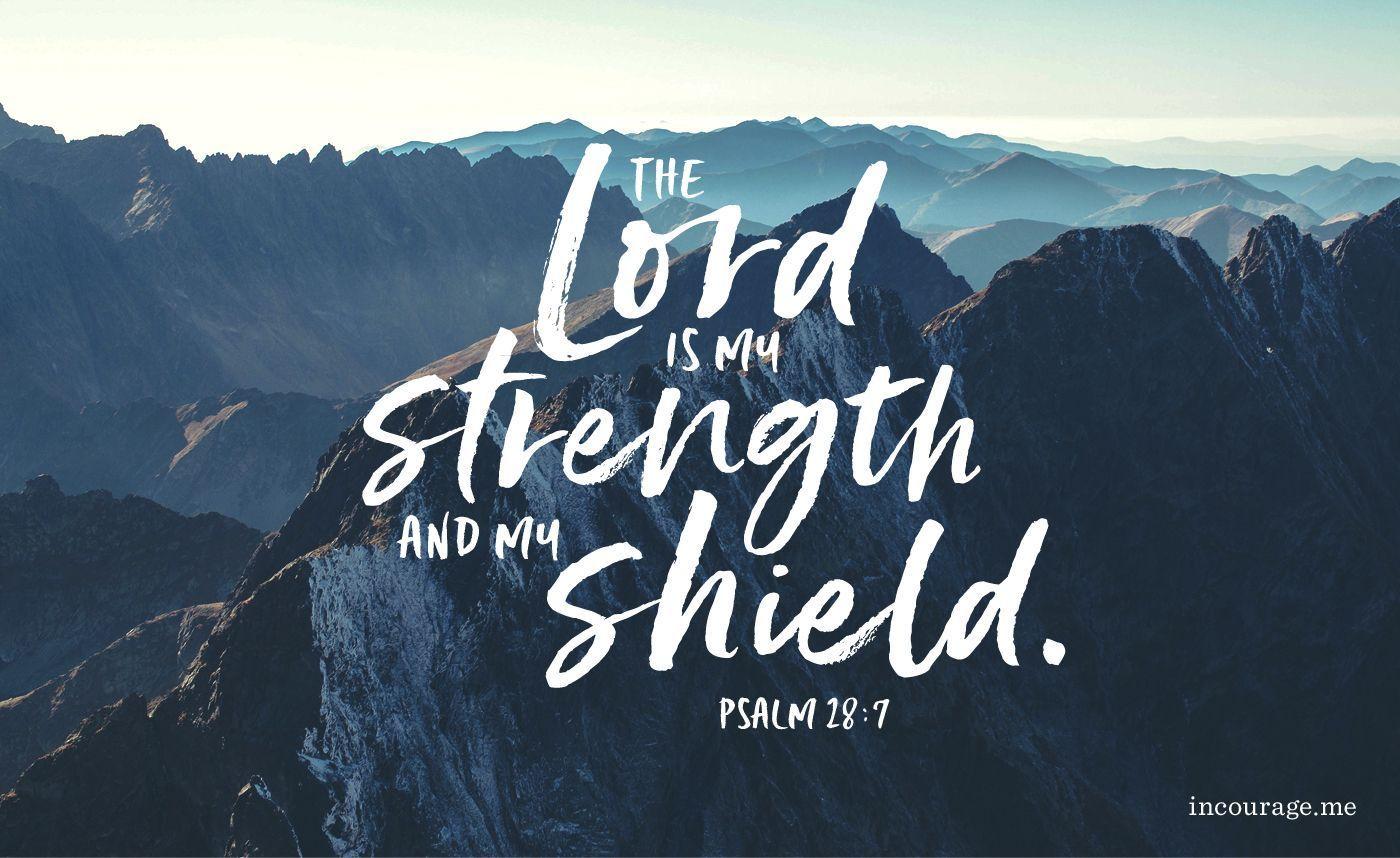 THE
Lord
IS MY
strength
AND MY
shield.
PSALM 28:7
incourage.me